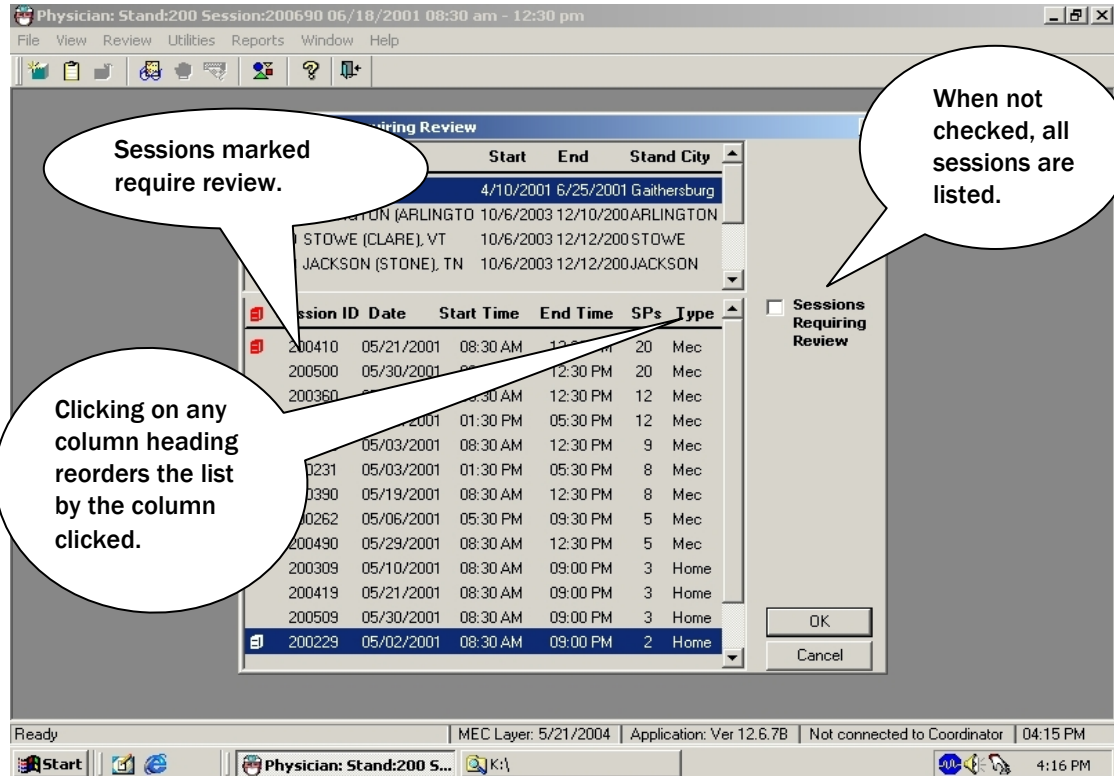 Physician: Stand:200 Session:200690 06/18/2001 08:30 am - 12:30 pm
File View Review Utilities Reports Window Help
When not
checked, all
sessions are
listed.
Sessions marked
require review.
Clicking on any
column heading
reorders the list
by the column
clicked.
uiring Review
Start End Stand City
4/10/2001 6/25/2001 Gaithersburg
TON (ARLINGTO 10/6/2003 12/10/200 ARLINGTON
STOWE (CLARE), VT 10/6/2003 12/12/200 STOWE
JACKSON (STONE), TN 10/6/2003 12/12/200 JACKSON
ssion ID Date Start Time End Time SPs Type
200410 05/21/2001 08:30 AM 20 Mec
200500 05/30/2001 12:30 PM 20 Mec
200360 :30 AM 12:30 PM 12 Mec
2001 01:30 PM 05:30 PM 12 Mec
05/03/2001 08:30 AM 12:30 PM 9 Mec
0231 05/03/2001 01:30 PM 05:30 PM 8 Mec
0390 05/19/2001 08:30 AM 12:30 PM 8 Mec
00262 05/06/2001 05:30 PM 09:30 PM 5 Mec
200490 05/29/2001 08:30 AM 12:30 PM 5 Mec
200309 05/10/2001 08:30 AM 09:00 PM 3 Home
200419 05/21/2001 08:30 AM 09:00 PM 3 Home
200509 05/30/2001 08:30 AM 09:00 PM 3 Home
200229 05/02/2001 08:30 AM 09:00 PM 2 Home
Sessions
Requiring
Review
OK
Cancel
Ready MEC Layer: 5/21/2004 Application: Ver 12.6.7B Not connected to Coordinator 04:15 PM
Start Physician: Stand:200 S... K:\ 4:16 PM